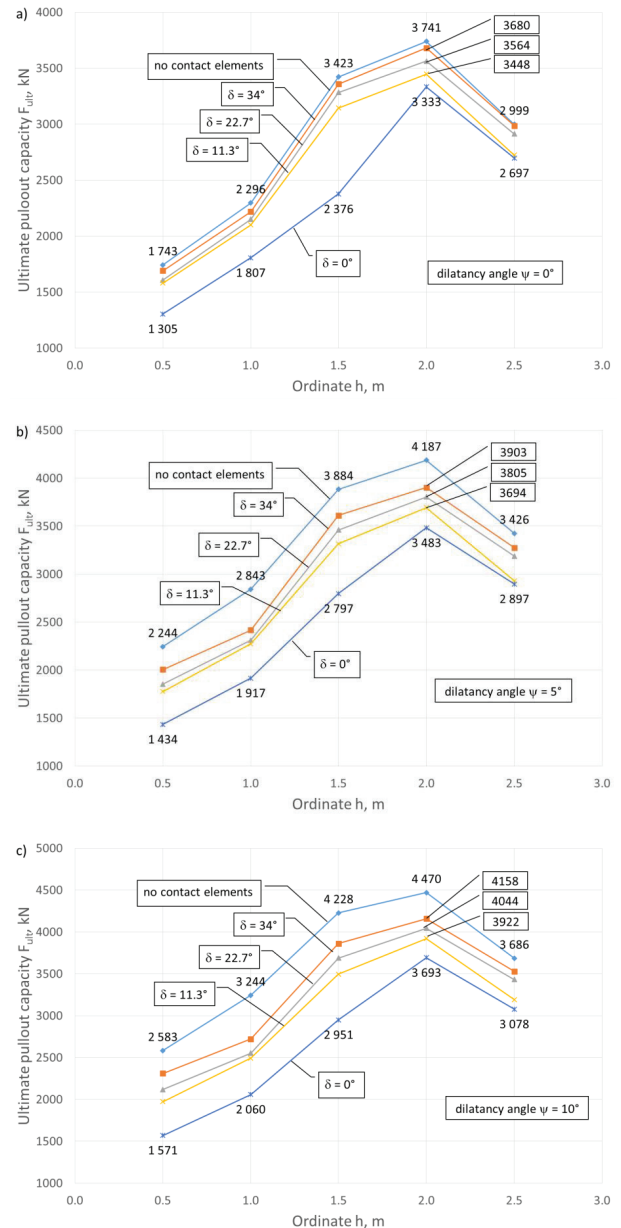 a)
Ultimate puloout capacity Fult, kN
4000
3500
3000
2500
2000
1500
1000
0.0 0.5 1.0 1.5 2.0 2.5 3.0
Ordinate h, m
no contact elements
δ = 34°
δ = 22.7°
δ = 11.3°
δ = 0°
dilatancy angle ψ = 0°
1 743
2 296
3 423
3 741
2 999
3680
3564
3448
1 305
1 807
2 376
3 333
2 697
b)
Ultimate pullout capacity Fult, kN
4500
4000
3500
3000
2500
2000
1500
1000
0.0 0.5 1.0 1.5 2.0 2.5 3.0
Ordinate h, m
no contact elements
δ = 34°
δ = 22.7°
δ = 11.3°
δ = 0°
dilatancy angle ψ = 5°
2 244
2 843
3 884
4 187
3 426
3903
3805
3694
1 434
1 917
2 797
3 483
2 897
c)
Ultimate pullout capacity Fult, kN
5000
4500
4000
3500
3000
2500
2000
1500
1000
0.0 0.5 1.0 1.5 2.0 2.5 3.0
Ordinate h, m
no contact elements
δ = 34°
δ = 22.7°
δ = 11.3°
δ = 0°
dilatancy angle ψ = 10°
2 583
3 244
4 228
4 470
3 686
4158
4044
3922
1 571
2 060
2 951
3 693
3 078